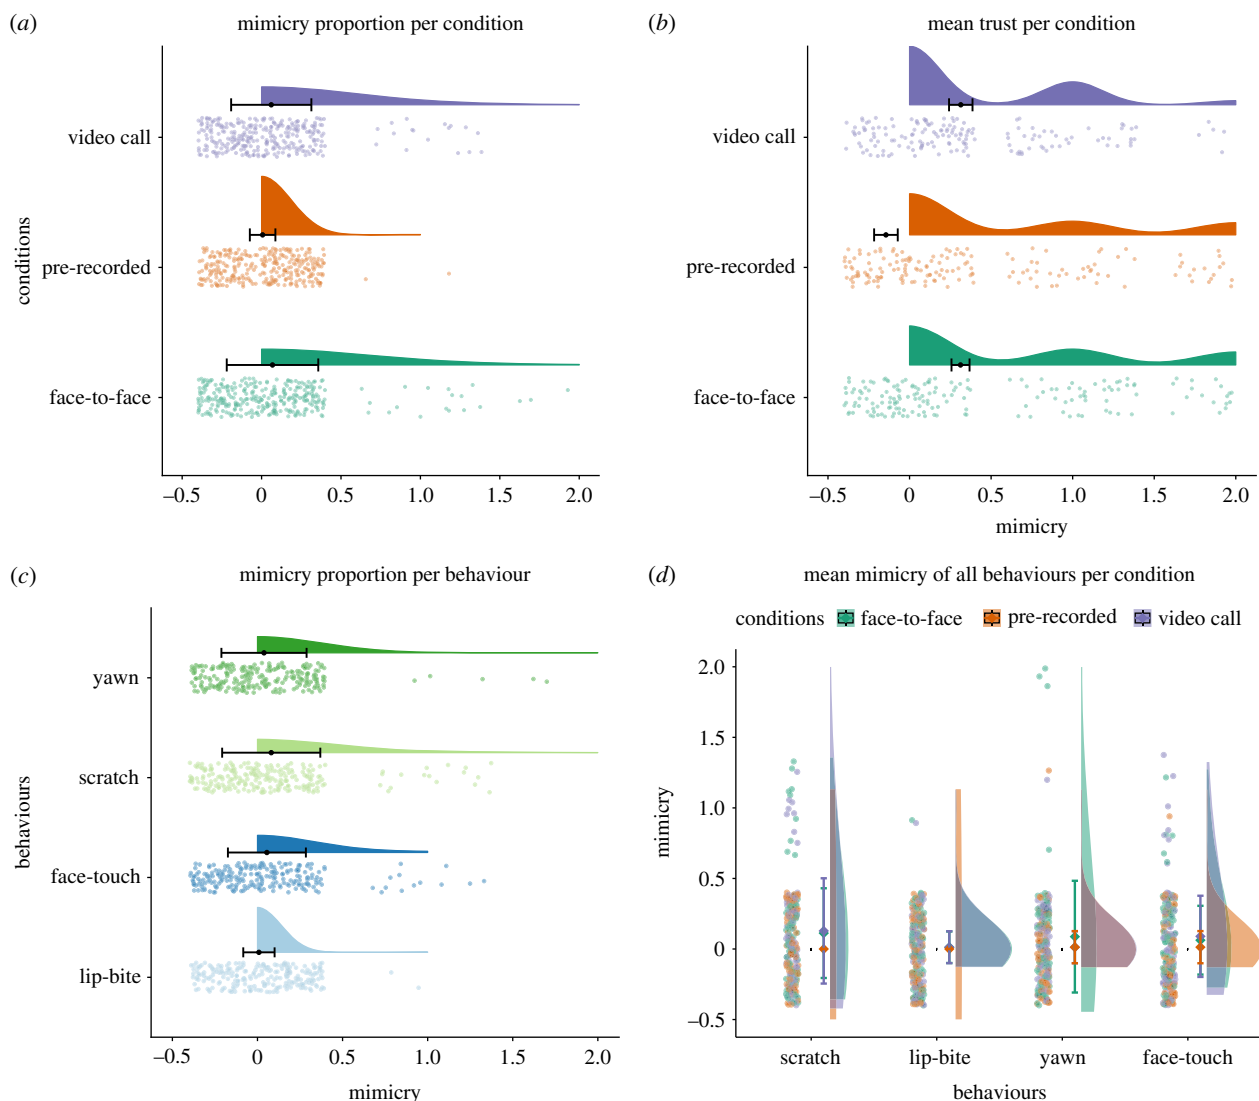 (a) mimicry proportion per condition
conditions
video call
pre-recorded
face-to-face
–0.5 0 0.5 1.0 1.5 2.0
(b) mean trust per condition
video call
pre-recorded
face-to-face
–0.5 0 0.5 1.0 1.5 2.0
mimicry
(c) mimicry proportion per behaviour
behaviours
yawn
scratch
face-touch
lip-bite
–0.5 0 0.5 1.0 1.5 2.0
mimicry
(d) mean mimicry of all behaviours per condition
conditions face-to-face pre-recorded video call
mimicry
2.0
1.5
1.0
0.5
0
–0.5
scratch lip-bite yawn face-touch
behaviours